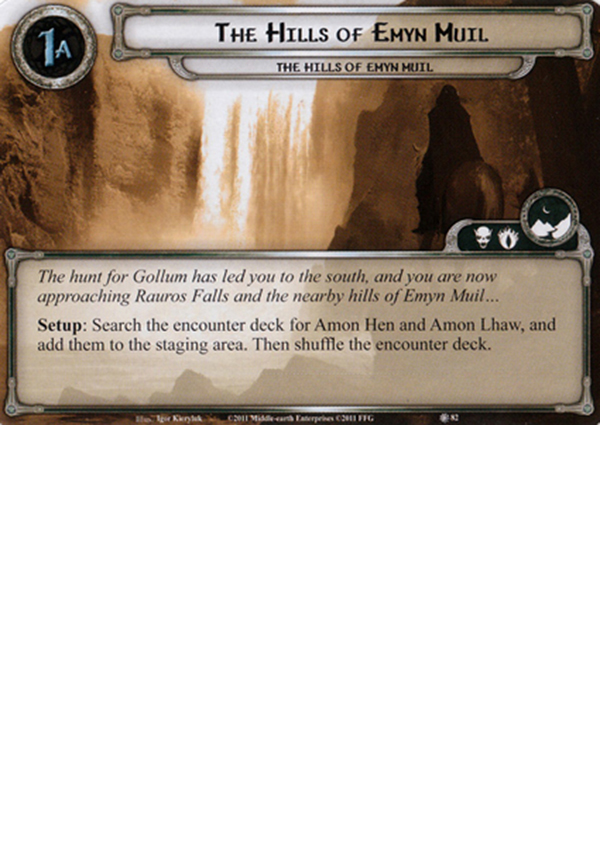 1A
The Hills of Emyn Muil
The Hills of Emyn Muil
The hunt for Gollum has led you to the south, and you are now
approaching Rauros Falls and the nearby hills of Emyn Muil…
Setup: Search the encounter deck for Amon Hen and Amon Lhaw, and
add them to the staging area. Then shuffle the encounter deck.
Illus. Igor Kieryluk ©2011 Middle-earth Enterprises ©2011 FFG 82